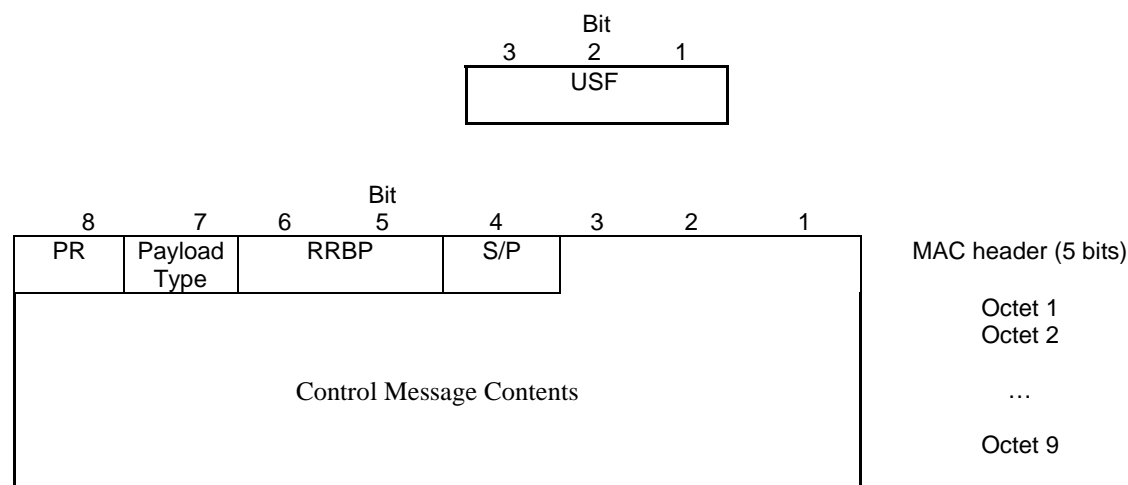 Bit
3 2 1
USF
Bit
8 7 6 5 4 3 2 1
PR Payload Type RRBP S/P MAC header (5 bits)
Octet 1
Octet 2
Control Message Contents …
Octet 9